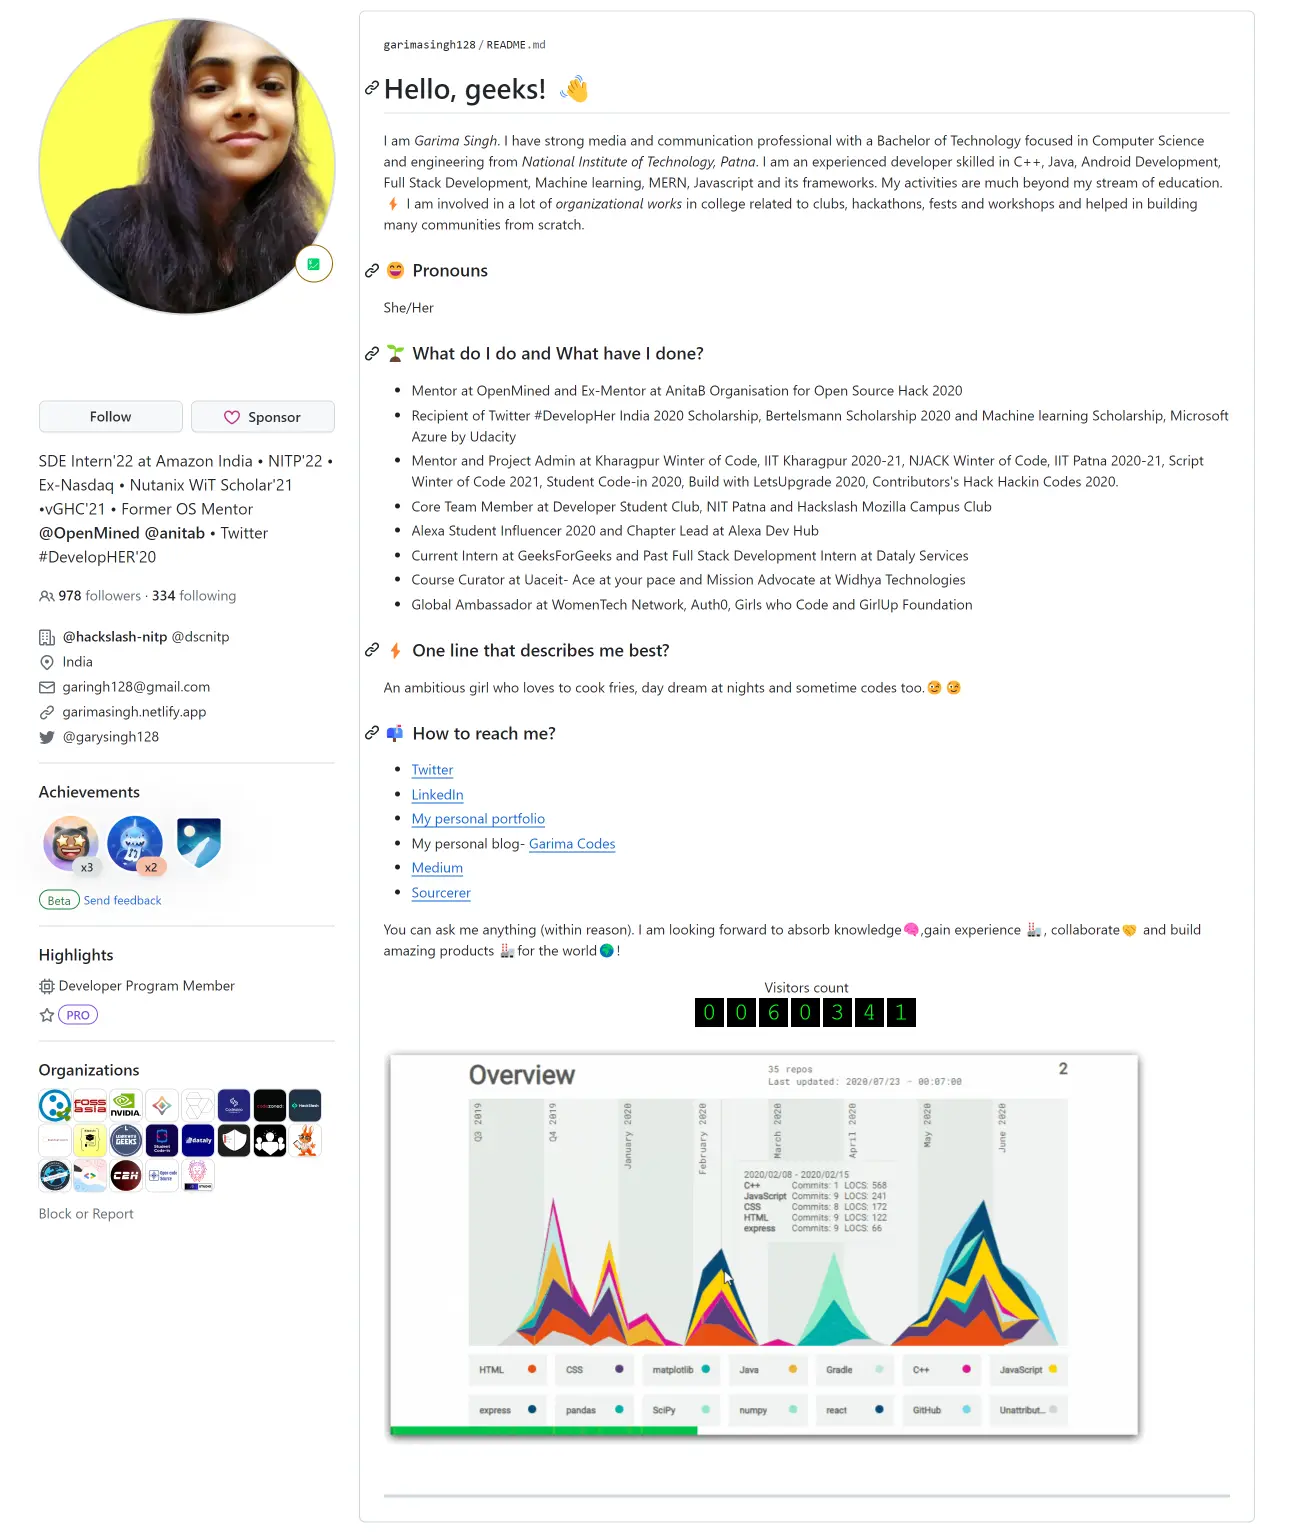 Follow
Sponsor
SDE Intern'22 at Amazon India • NITP'22 •
Ex-Nasdaq • Nutanix WiT Scholar'21
•vGHC'21 • Former OS Mentor
@OpenMined @anitab • Twitter
#DevelopHER'20
978 followers · 334 following
@hackslash-nitp @dscnitp
India
garingh128@gmail.com
garimasingh.netlify.app
@garysingh128
Achievements
x3
x2
Beta Send feedback
Highlights
Developer Program Member
PRO
Organizations
FOSS
ASIA
NVIDIA
HackSlash
Student
Code-in
dataly
CEH
Open code
Source
Block or Report
garimasingh128 / README.md
Hello, geeks! 👋
I am Garima Singh. I have strong media and communication professional with a Bachelor of Technology focused in Computer Science
and engineering from National Institute of Technology, Patna. I am an experienced developer skilled in C++, Java, Android Development,
Full Stack Development, Machine learning, MERN, Javascript and its frameworks. My activities are much beyond my stream of education.
⚡ I am involved in a lot of organizational works in college related to clubs, hackathons, fests and workshops and helped in building
many communities from scratch.
😄 Pronouns
She/Her
🌱 What do I do and What have I done?
• Mentor at OpenMined and Ex-Mentor at AnitaB Organisation for Open Source Hack 2020
• Recipient of Twitter #DevelopHer India 2020 Scholarship, Bertelsmann Scholarship 2020 and Machine learning Scholarship, Microsoft
Azure by Udacity
• Mentor and Project Admin at Kharagpur Winter of Code, IIT Kharagpur 2020-21, NJACK Winter of Code, IIT Patna 2020-21, Script
Winter of Code 2021, Student Code-in 2020, Build with LetsUpgrade 2020, Contributors's Hack Hackin Codes 2020.
• Core Team Member at Developer Student Club, NIT Patna and Hackslash Mozilla Campus Club
• Alexa Student Influencer 2020 and Chapter Lead at Alexa Dev Hub
• Current Intern at GeeksForGeeks and Past Full Stack Development Intern at Dataly Services
• Course Curator at Uaceit- Ace at your pace and Mission Advocate at Widhya Technologies
• Global Ambassador at WomenTech Network, Auth0, Girls who Code and GirlUp Foundation
⚡ One line that describes me best?
An ambitious girl who loves to cook fries, day dream at nights and sometime codes too.😉 😉
📫 How to reach me?
• Twitter
• LinkedIn
• My personal portfolio
• My personal blog- Garima Codes
• Medium
• Sourcerer
You can ask me anything (within reason). I am looking forward to absorb knowledge🧠,gain experience 🏭, collaborate🤝 and build
amazing products 🏭for the world🌍!
Visitors count
0 0 6 0 3 4 1
Overview
35 repos
Last updated: 2020/07/23 - 00:07:00
2
Q3 2019
Q4 2019
January 2020
February 2020
March 2020
April 2020
May 2020
June 2020
2020/02/08 - 2020/02/15
C++ Commits: 1 LOCS: 568
JavaScript Commits: 9 LOCS: 241
CSS Commits: 8 LOCS: 172
HTML Commits: 9 LOCS: 122
express Commits: 9 LOCS: 66
HTML CSS matplotlib Java Gradle C++ JavaScript
express pandas SciPy numpy react GitHub Unattribut...